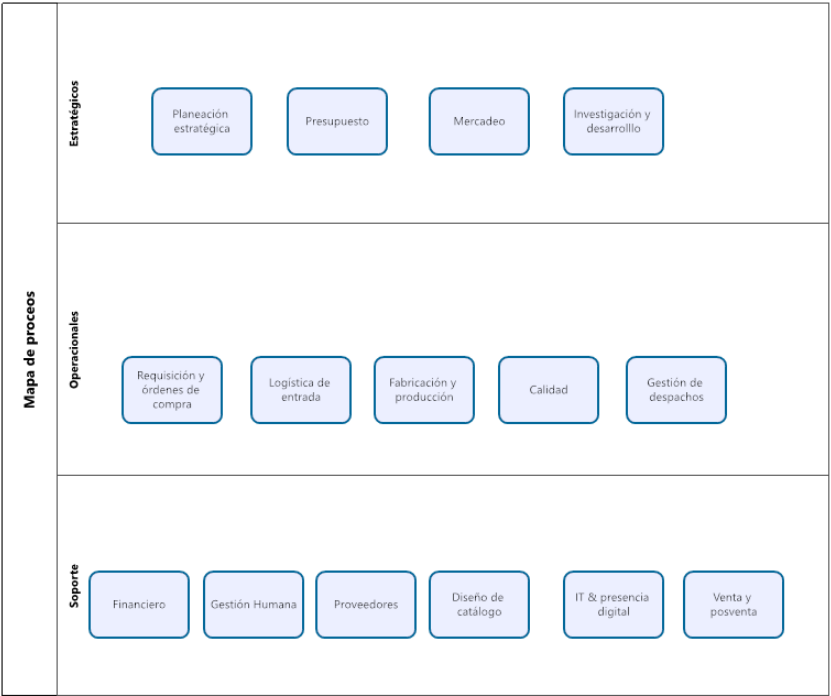 Mapa de proceos
Estratégicos
Planeación
estratégica
Presupuesto
Mercadeo
Investigación y
desarrolllo
Operacionales
Requisición y
órdenes de
compra
Logística de
entrada
Fabricación y
producción
Calidad
Gestión de
despachos
Soporte
Financiero
Gestión Humana
Proveedores
Diseño de
catálogo
IT & presencia
digital
Venta y
posventa